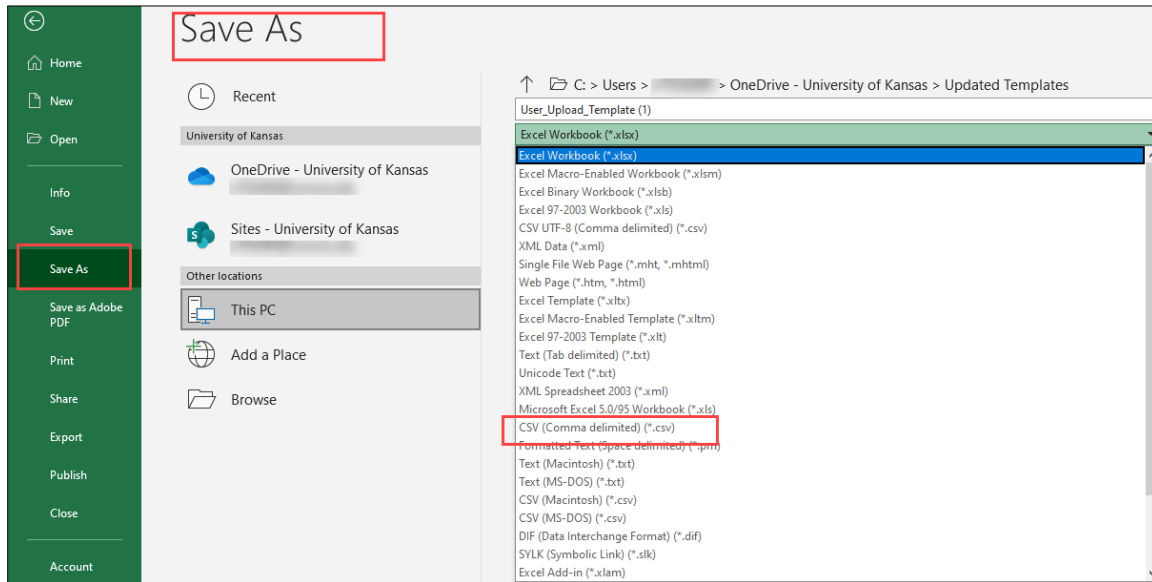 Save As
Home
New
Open
Info
Save
Save As
Save as Adobe
PDF
Print
Share
Export
Publish
Close
Account
Recent
University of Kansas
OneDrive - University of Kansas
S
Sites - University of Kansas
Other locations
This PC
Add a Place
Browse
C: > Users > > OneDrive - University of Kansas > Updated Templates
User_Upload_Template (1)
Excel Workbook (*.xlsx)
Excel Workbook (*.xlsx)
Excel Macro-Enabled Workbook (*.xlsm)
Excel Binary Workbook (*.xlsb)
Excel 97-2003 Workbook (*.xls)
CSV UTF-8 (Comma delimited) (*.csv)
XML Data (*.xml)
Single File Web Page (*.mht, *.mhtml)
Web Page (*.htm, *.html)
Excel Template (*.xltx)
Excel Macro-Enabled Template (*.xltm)
Excel 97-2003 Template (*.xlt)
Text (Tab delimited) (*.txt)
Unicode Text (*.txt)
XML Spreadsheet 2003 (*.xml)
Microsoft Excel 5.0/95 Workbook (*.xls)
CSV (Comma delimited) (*.csv)
Formatted Text (Space delimited) (*.prn)
Text (Macintosh) (*.txt)
Text (MS-DOS) (*.txt)
CSV (Macintosh) (*.csv)
CSV (MS-DOS) (*.csv)
DIF (Data Interchange Format) (*.dif)
SYLK (Symbolic Link) (*.slk)
Excel Add-in (*.xlam)